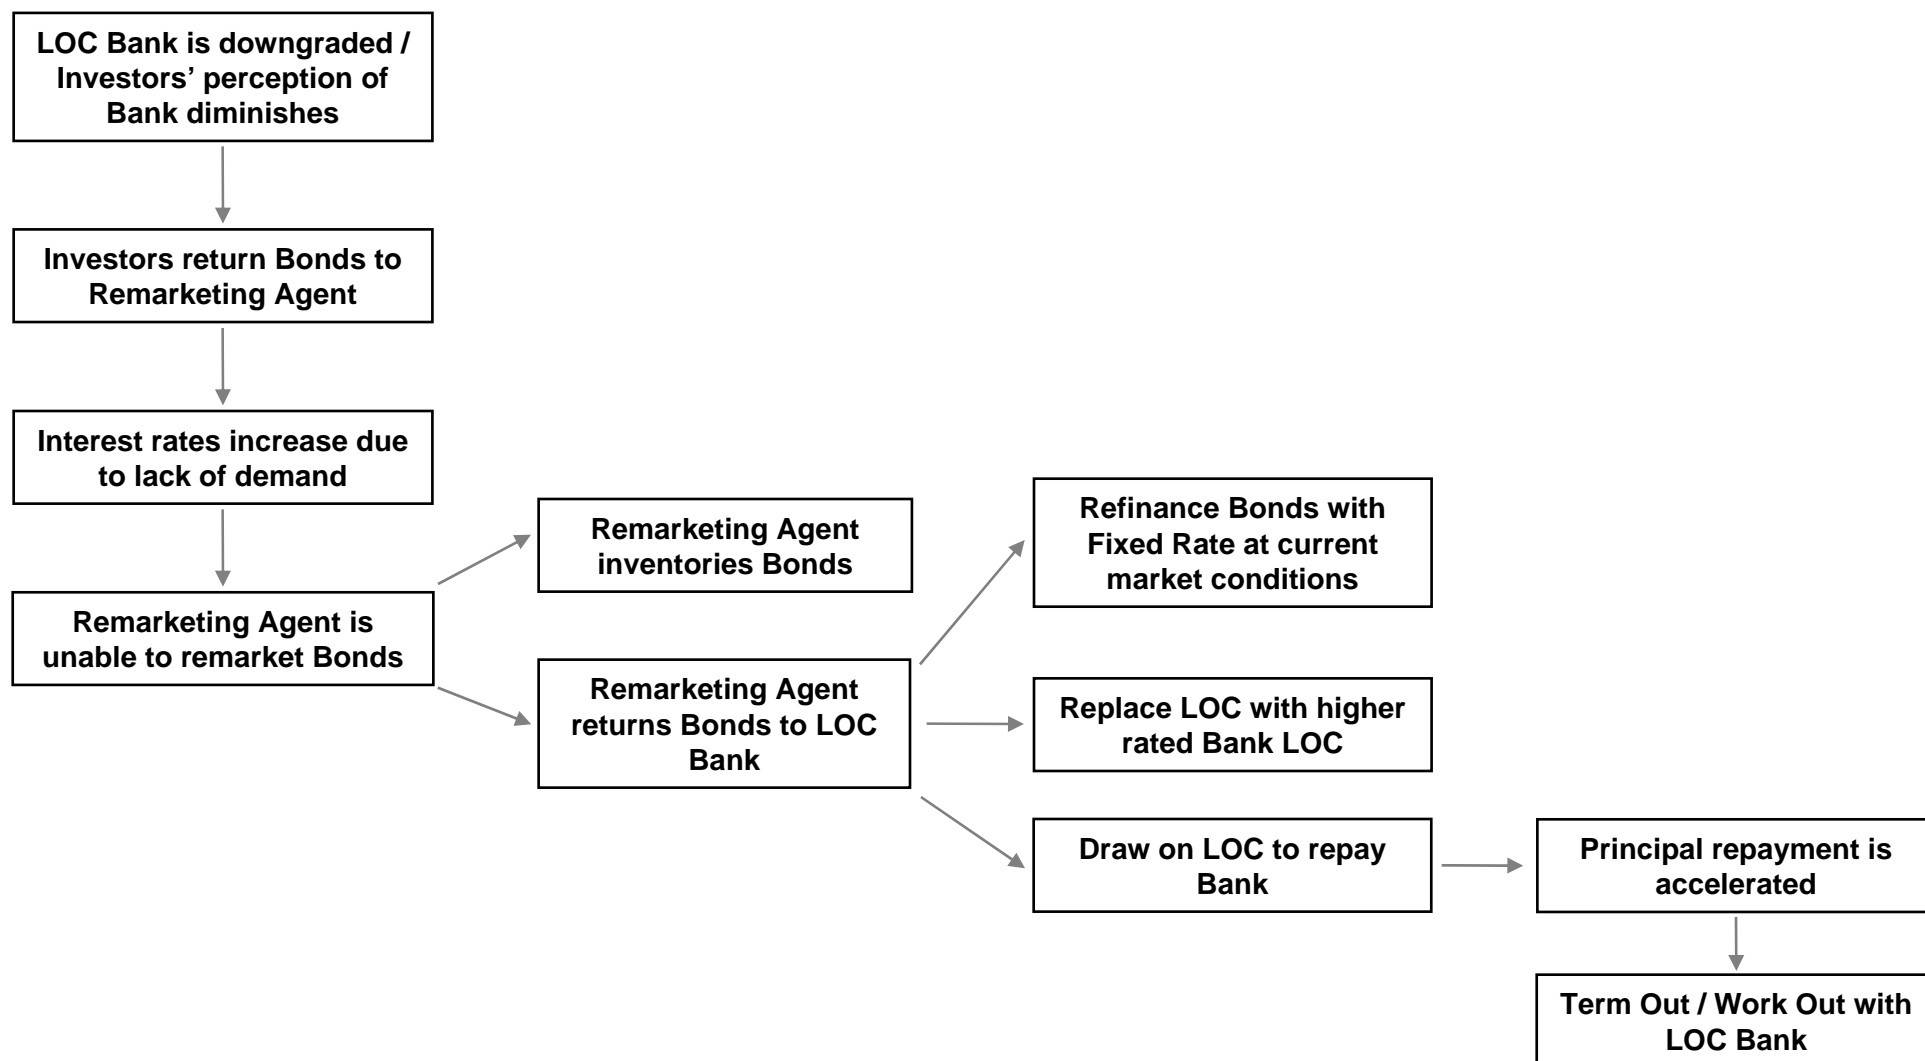 LOC Bank is downgraded /
Investors’ perception of
Bank diminishes
Investors return Bonds to
Remarketing Agent
Interest rates increase due
to lack of demand
Remarketing Agent is
unable to remarket Bonds
Remarketing Agent
inventories Bonds
Remarketing Agent
returns Bonds to LOC
Bank
Refinance Bonds with
Fixed Rate at current
market conditions
Replace LOC with higher
rated Bank LOC
Draw on LOC to repay
Bank
Principal repayment is
accelerated
Term Out / Work Out with
LOC Bank